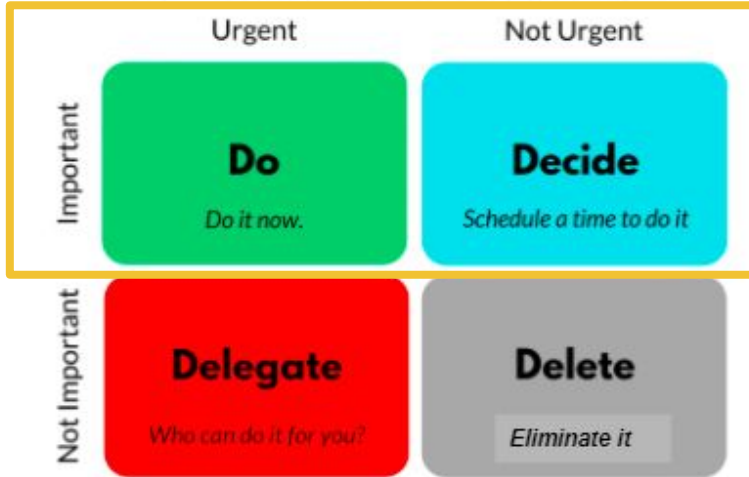 Urgent Not Urgent
Important
Do Decide
Do it now. Schedule a time to do it
Not Important
Delegate Delete
Who can do it for you? Eliminate it